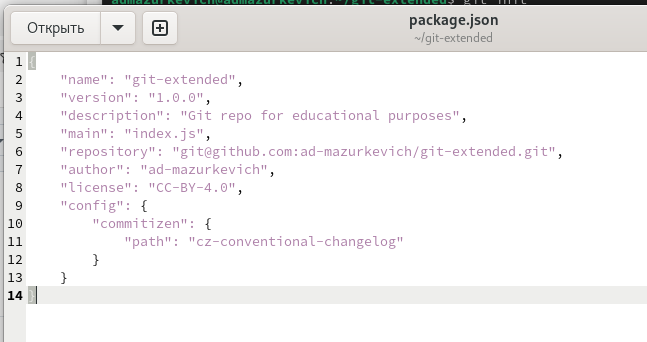 admazurkevich@admazurkevich:~/git-extended$ git init
Открыть
package.json
~/git-extended
1 {
2 "name": "git-extended",
3 "version": "1.0.0",
4 "description": "Git repo for educational purposes",
5 "main": "index.js",
6 "repository": "git@github.com:ad-mazurkevich/git-extended.git",
7 "author": "ad-mazurkevich",
8 "license": "CC-BY-4.0",
9 "config": {
10 "commitizen": {
11 "path": "cz-conventional-changelog"
12 }
13 }
14 }